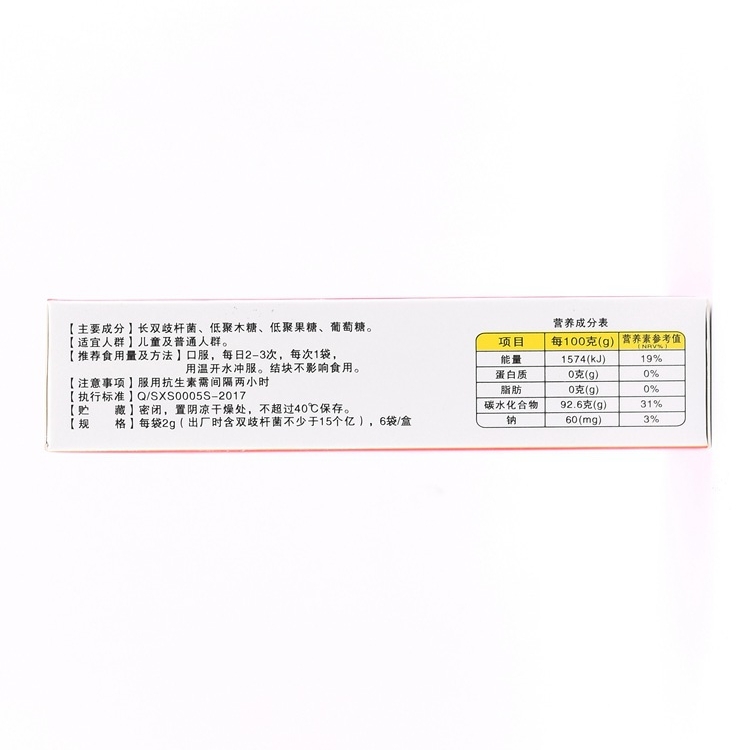 【主要成分】长双歧杆菌、低聚木糖、低聚果糖、葡萄糖。
【适宜人群】儿童及普通人群。
【推荐食用量及方法】口服，每日2-3次，每次1袋，
用温开水冲服。结块不影响食用。
【注意事项】服用抗生素需间隔两小时
【执行标准】Q/SXS0005S-2017
【贮 藏】密闭，置阴凉干燥处，不超过40℃保存。
【规 格】每袋2g（出厂时含双歧杆菌不少于15个亿），6袋/盒
营养成分表
项目 每100克(g) 营养素参考值(NRV%)
能量 1574(kJ) 19%
蛋白质 0克(g) 0%
脂肪 0克(g) 0%
碳水化合物 92.6克(g) 31%
钠 60(mg) 3%